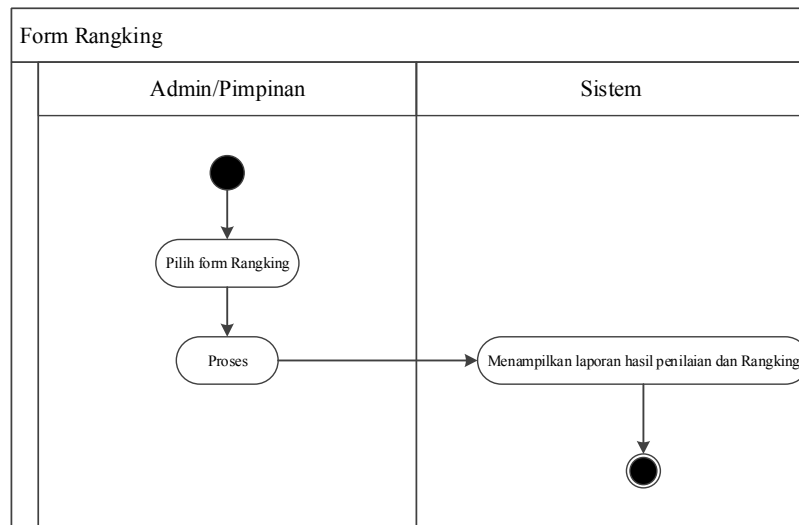 Form Rangking
Admin/Pimpinan
Sistem
Pilih form Rangking
Proses
Menampilkan laporan hasil penilaian dan Rangking